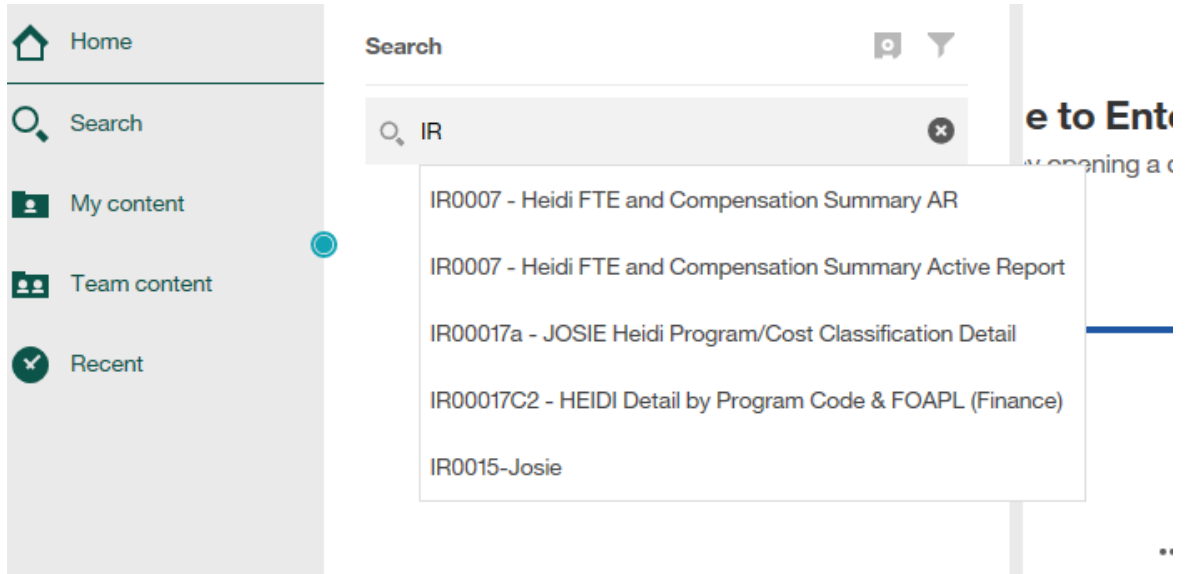 Home
Search
My content
Team content
Recent
Search
IR
IR0007 - Heidi FTE and Compensation Summary AR
IR0007 - Heidi FTE and Compensation Summary Active Report
IR00017a - JOSIE Heidi Program/Cost Classification Detail
IR00017C2 - HEIDI Detail by Program Code & FOAPL (Finance)
IR0015-Josie
e to Ent
opening a